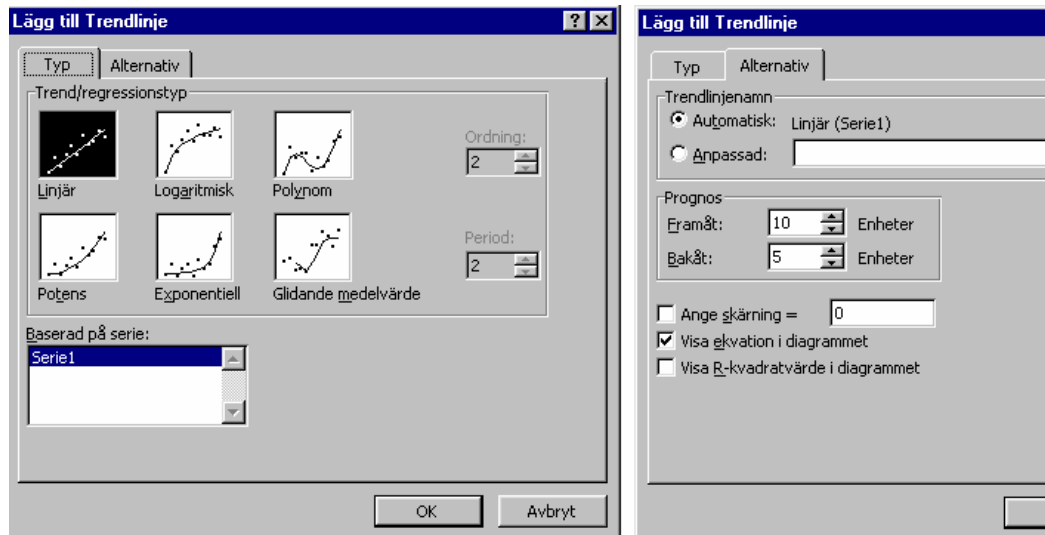 Lägg till Trendlinje
Typ
Alternativ
Trend/regressionstyp
Linjär
Logaritmisk
Polynom
Ordning:
2
Potens
Exponentiell
Glidande medelvärde
Period:
2
Baserad på serie:
Serie1
OK
Avbryt
Lägg till Trendlinje
Typ
Alternativ
Trendlinjenamn
Automatisk: Linjär (Serie1)
Anpassad:
Prognos
Framåt: 10 Enheter
Bakåt: 5 Enheter
Ange skärning = 0
Visa ekvation i diagrammet
Visa R-kvadratvärde i diagrammet